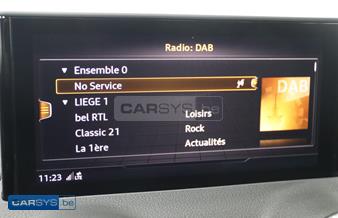 Radio: DAB
Ensemble 0
No Service
DAB
LIEGE 1
CARSYS.be
bel RTL Loisirs
Classic 21 Rock
La 1ère Actualités
11:23
CARSYS.be